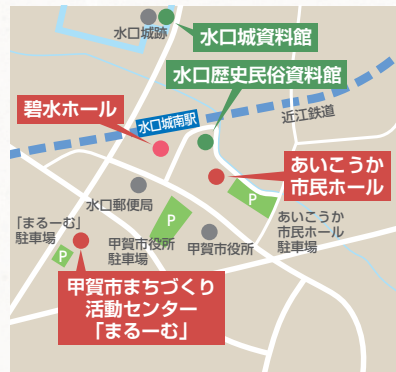 水口城跡
水口城資料館
水口歴史民俗資料館
碧水ホール
水口城南駅
近江鉄道
あいこうか
市民ホール
水口郵便局
P
P
「まるーむ」
駐車場
甲賀市役所
駐車場
甲賀市役所
あいこうか
市民ホール
駐車場
P
甲賀市まちづくり
活動センター
「まるーむ」